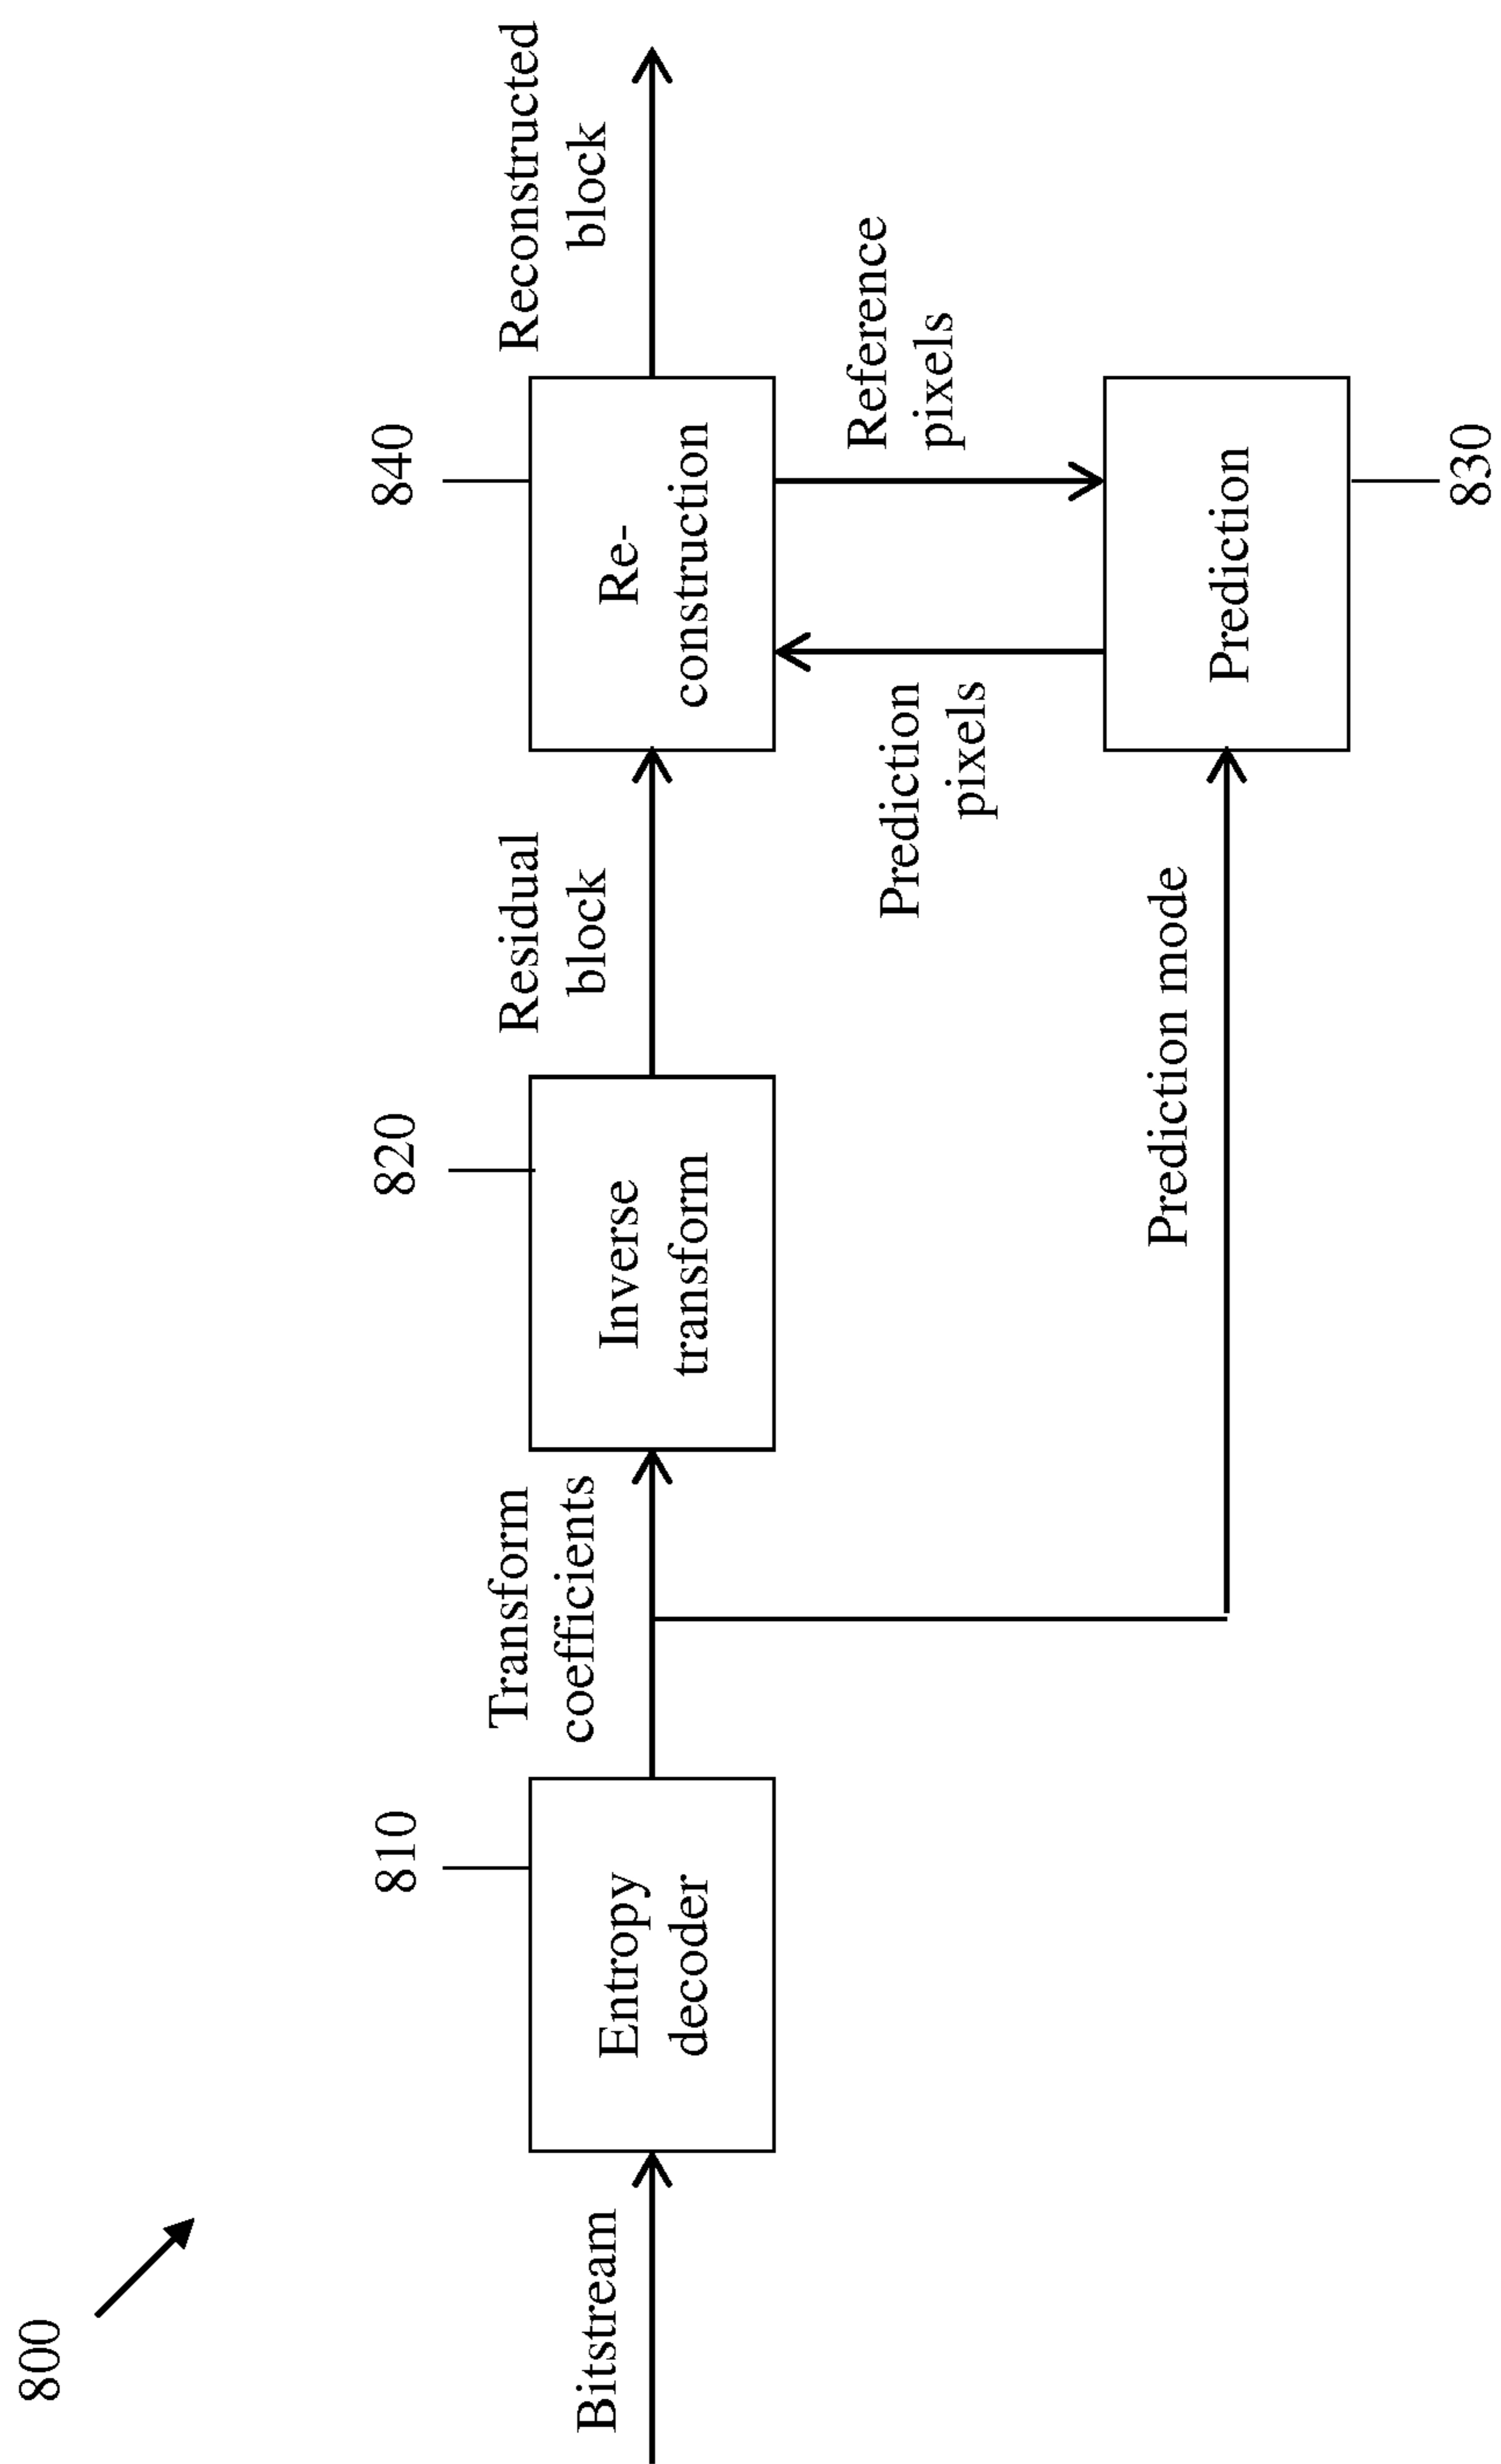 800
810
820
840
Bitstream
Entropy
decoder
Transform
coefficients
Inverse
transform
Residual
block
Re-
construction
Reconstructed
block
Prediction
pixels
Reference
pixels
Prediction mode
Prediction
830